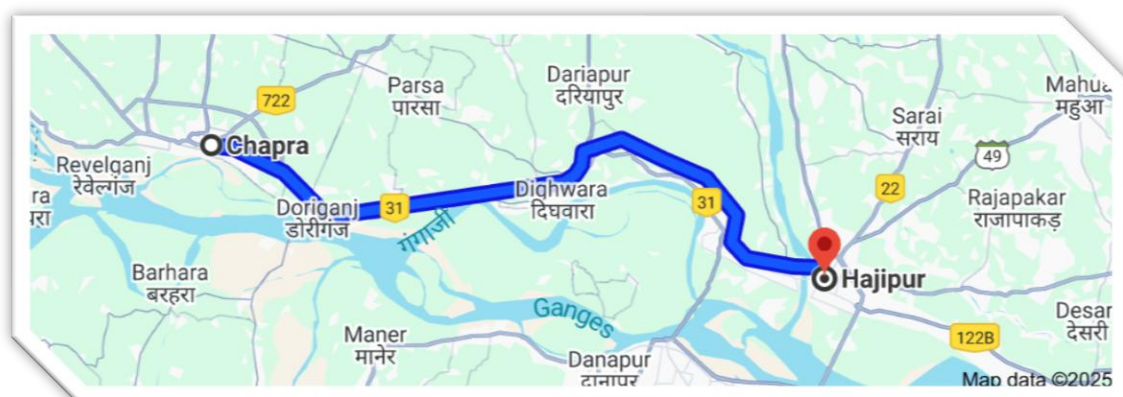 Parsa
पारसा
Dariapur
दरियापुर
Mahua
महुआ
722
Sarai
सराय
Chapra
49
Revelganj
रेवेलगंज
22
Dighwara
दिघवारा
31
31
Rajapakar
राजापाकड़
Doriganj
डोरीगंज
गंगाजी
Barhara
बरहरा
Hajipur
Ganges
Desar
देसरी
Maner
मानेर
122B
Danapur
दानापुर
Map data ©2025